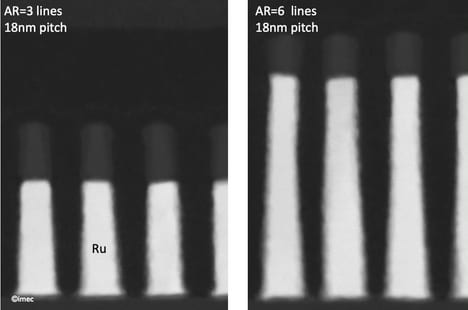 AR=3 lines
18nm pitch
AR=6 lines
18nm pitch
Ru
©imec